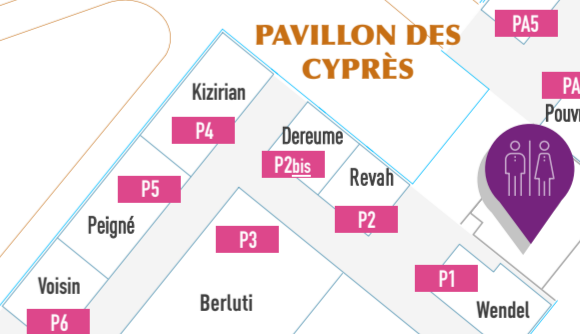 PAVILLON DES
CYPRÈS
PA5
Kizirian
P4
Dereume
P2bis
Revah
P2
P5
Peigné
P3
Berluti
Voisin
P6
P1
Wendel